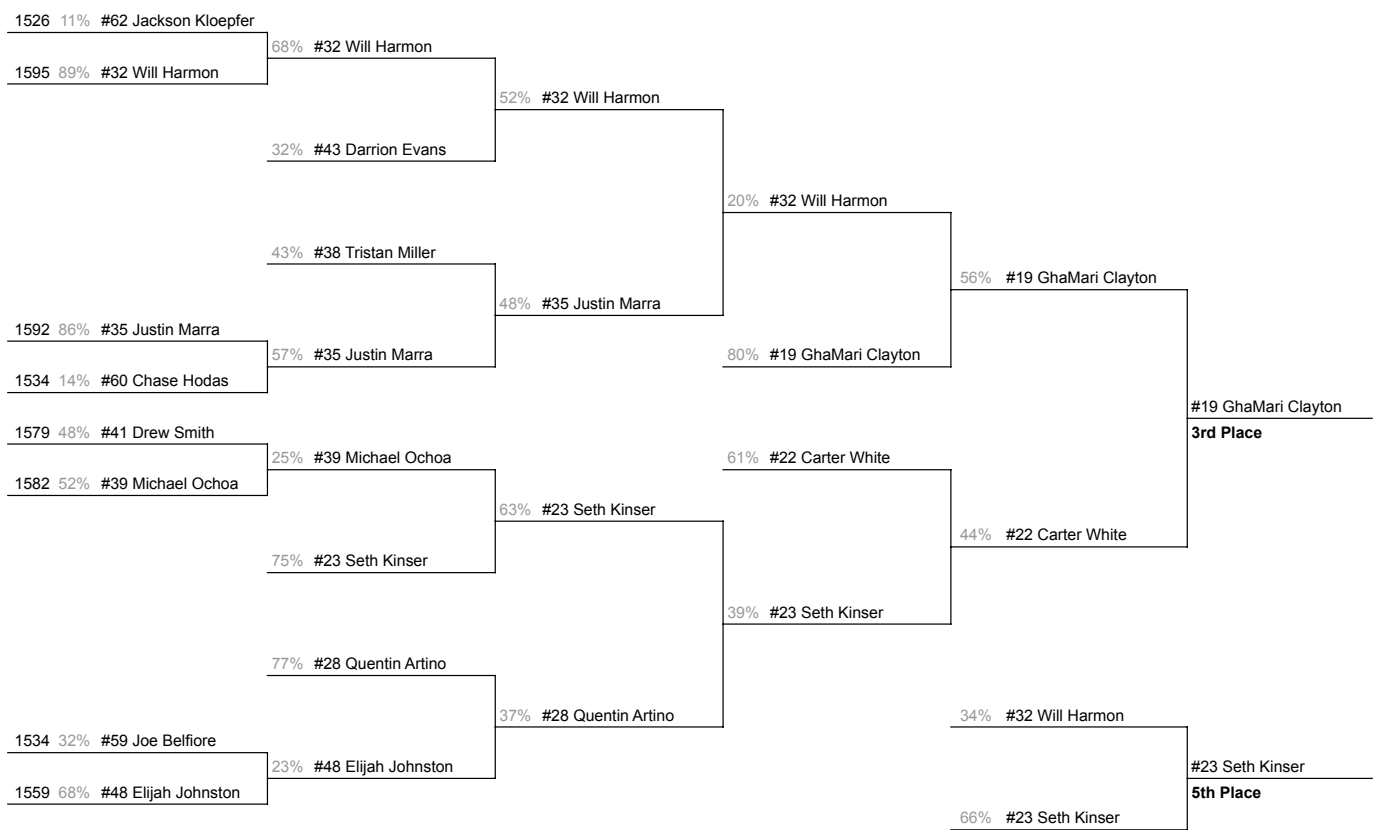 1526 11% #62 Jackson Kloepfer
68% #32 Will Harmon
1595 89% #32 Will Harmon
52% #32 Will Harmon
32% #43 Darrion Evans
20% #32 Will Harmon
43% #38 Tristan Miller
56% #19 GhaMari Clayton
48% #35 Justin Marra
1592 86% #35 Justin Marra
57% #35 Justin Marra
80% #19 GhaMari Clayton
1534 14% #60 Chase Hodas
#19 GhaMari Clayton
3rd Place
1579 48% #41 Drew Smith
25% #39 Michael Ochoa
61% #22 Carter White
1582 52% #39 Michael Ochoa
63% #23 Seth Kinser
44% #22 Carter White
75% #23 Seth Kinser
39% #23 Seth Kinser
77% #28 Quentin Artino
37% #28 Quentin Artino
34% #32 Will Harmon
1534 32% #59 Joe Belfiore
23% #48 Elijah Johnston
#23 Seth Kinser
5th Place
1559 68% #48 Elijah Johnston
66% #23 Seth Kinser